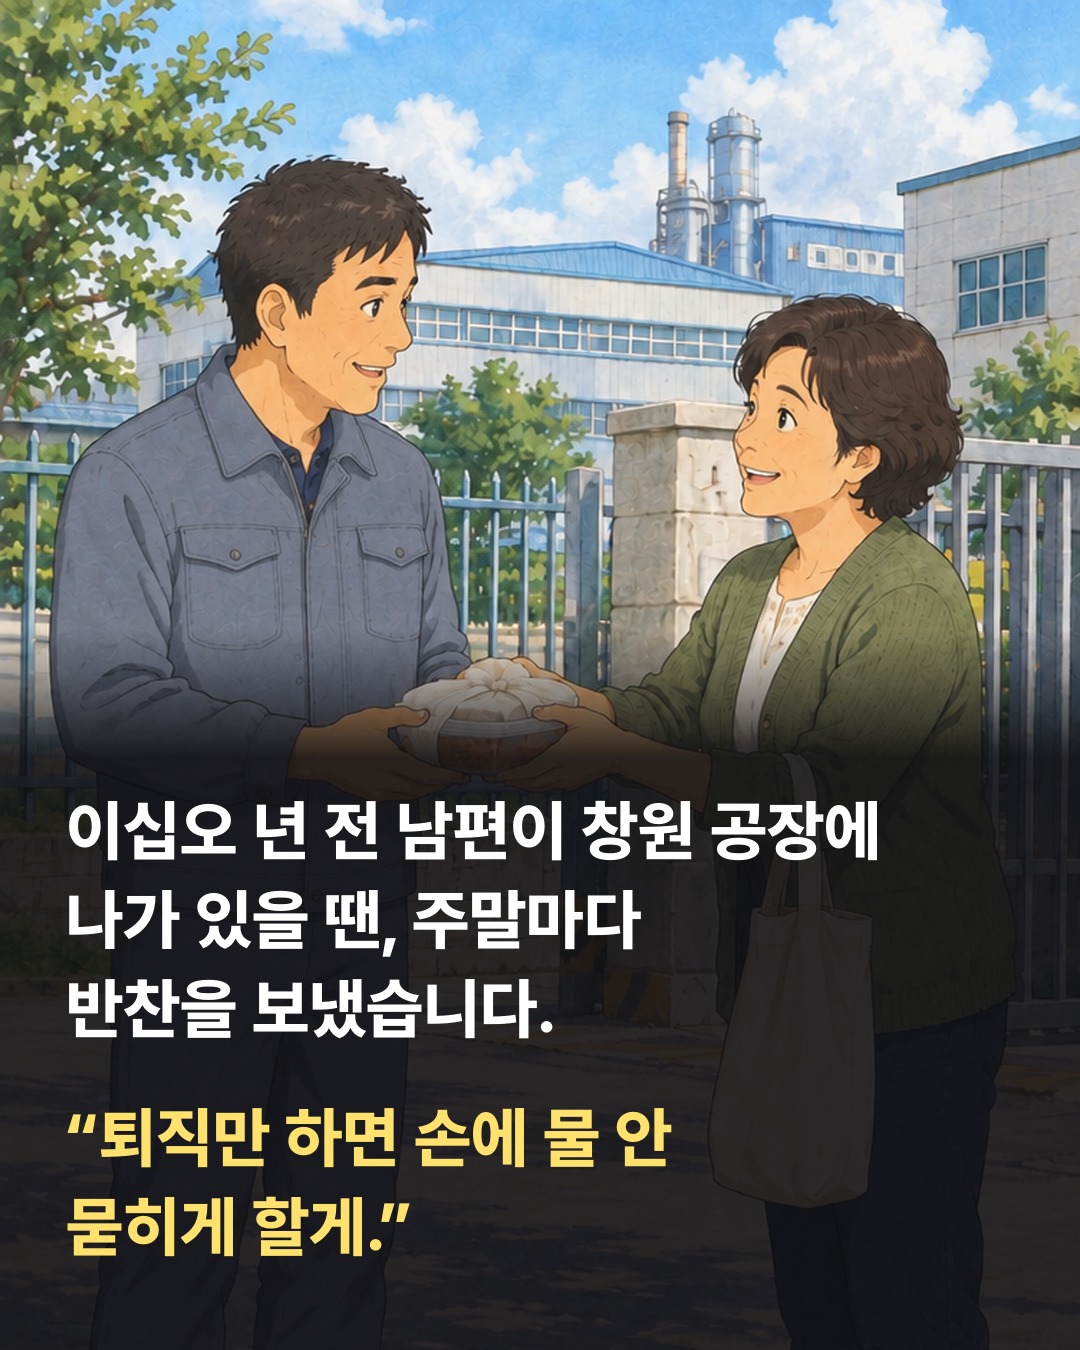 이십오 년 전 남편이 창원 공장에
나가 있을 땐, 주말마다
반찬을 보냈습니다.
“퇴직만 하면 손에 물 안
묻히게 할게.”